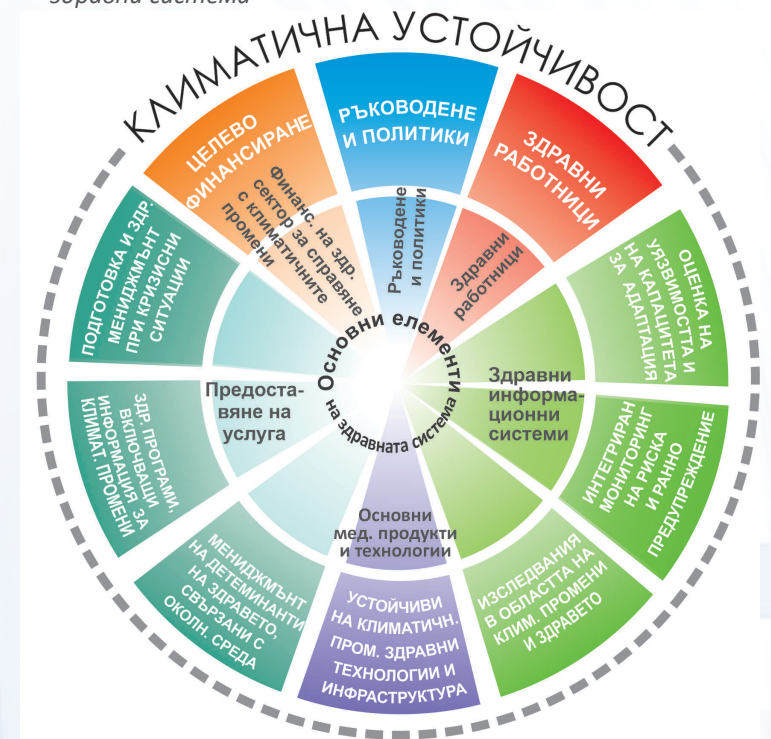 здравни система
КЛИМАТИЧНА УСТОЙЧИВОСТ
РЪКОВОДЕНЕ
И ПОЛИТИКИ
ЗДРАВНИ
РАБОТНИЦИ
ОЦЕНКА НА
УЯЗВИМОСТТА И
НА КАПАЦИТЕТА
ЗА АДАПТАЦИЯ
ИНТЕГРИРАН
МОНИТОРИНГ
НА РИСКА
И РАННО
ПРЕДУПРЕЖДЕНИЕ
ИЗСЛЕДВАНИЯ
В ОБЛАСТТА НА
КЛИМ. ПРОМЕНИ
И ЗДРАВЕТО
УСТОЙЧИВИ
НА КЛИМАТИЧН.
ПРОМ. ЗДРАВНИ
ТЕХНОЛОГИИ И
ИНФРАСТРУКТУРА
МЕНИДЖМЪНТ
НА ДЕТЕМИНАНТИ
НА ЗДРАВЕТО,
СВЪРЗАНИ С
ОКОЛН. СРЕДА
ЗДР. ПРОГРАМИ,
ВКЛЮЧВАЩИ
ИНФОРМАЦИЯ ЗА
КЛИМАТ. ПРОМЕНИ
ПОДГОТОВКА И ЗДР.
МЕНИДЖМЪНТ
ПРИ КРИЗИСНИ
СИТУАЦИИ
ЦЕЛЕВО
ФИНАНСИРАНЕ
Финанс. на здр.
сектор за справяне
с климатичните
промени
Ръководене
и политики
Здравни
работници
Здравни
информа-
ционни
системи
Основни
мед. продукти
и технологии
Предоста-
вяне на
услуга
Основни елементи
на здравната система